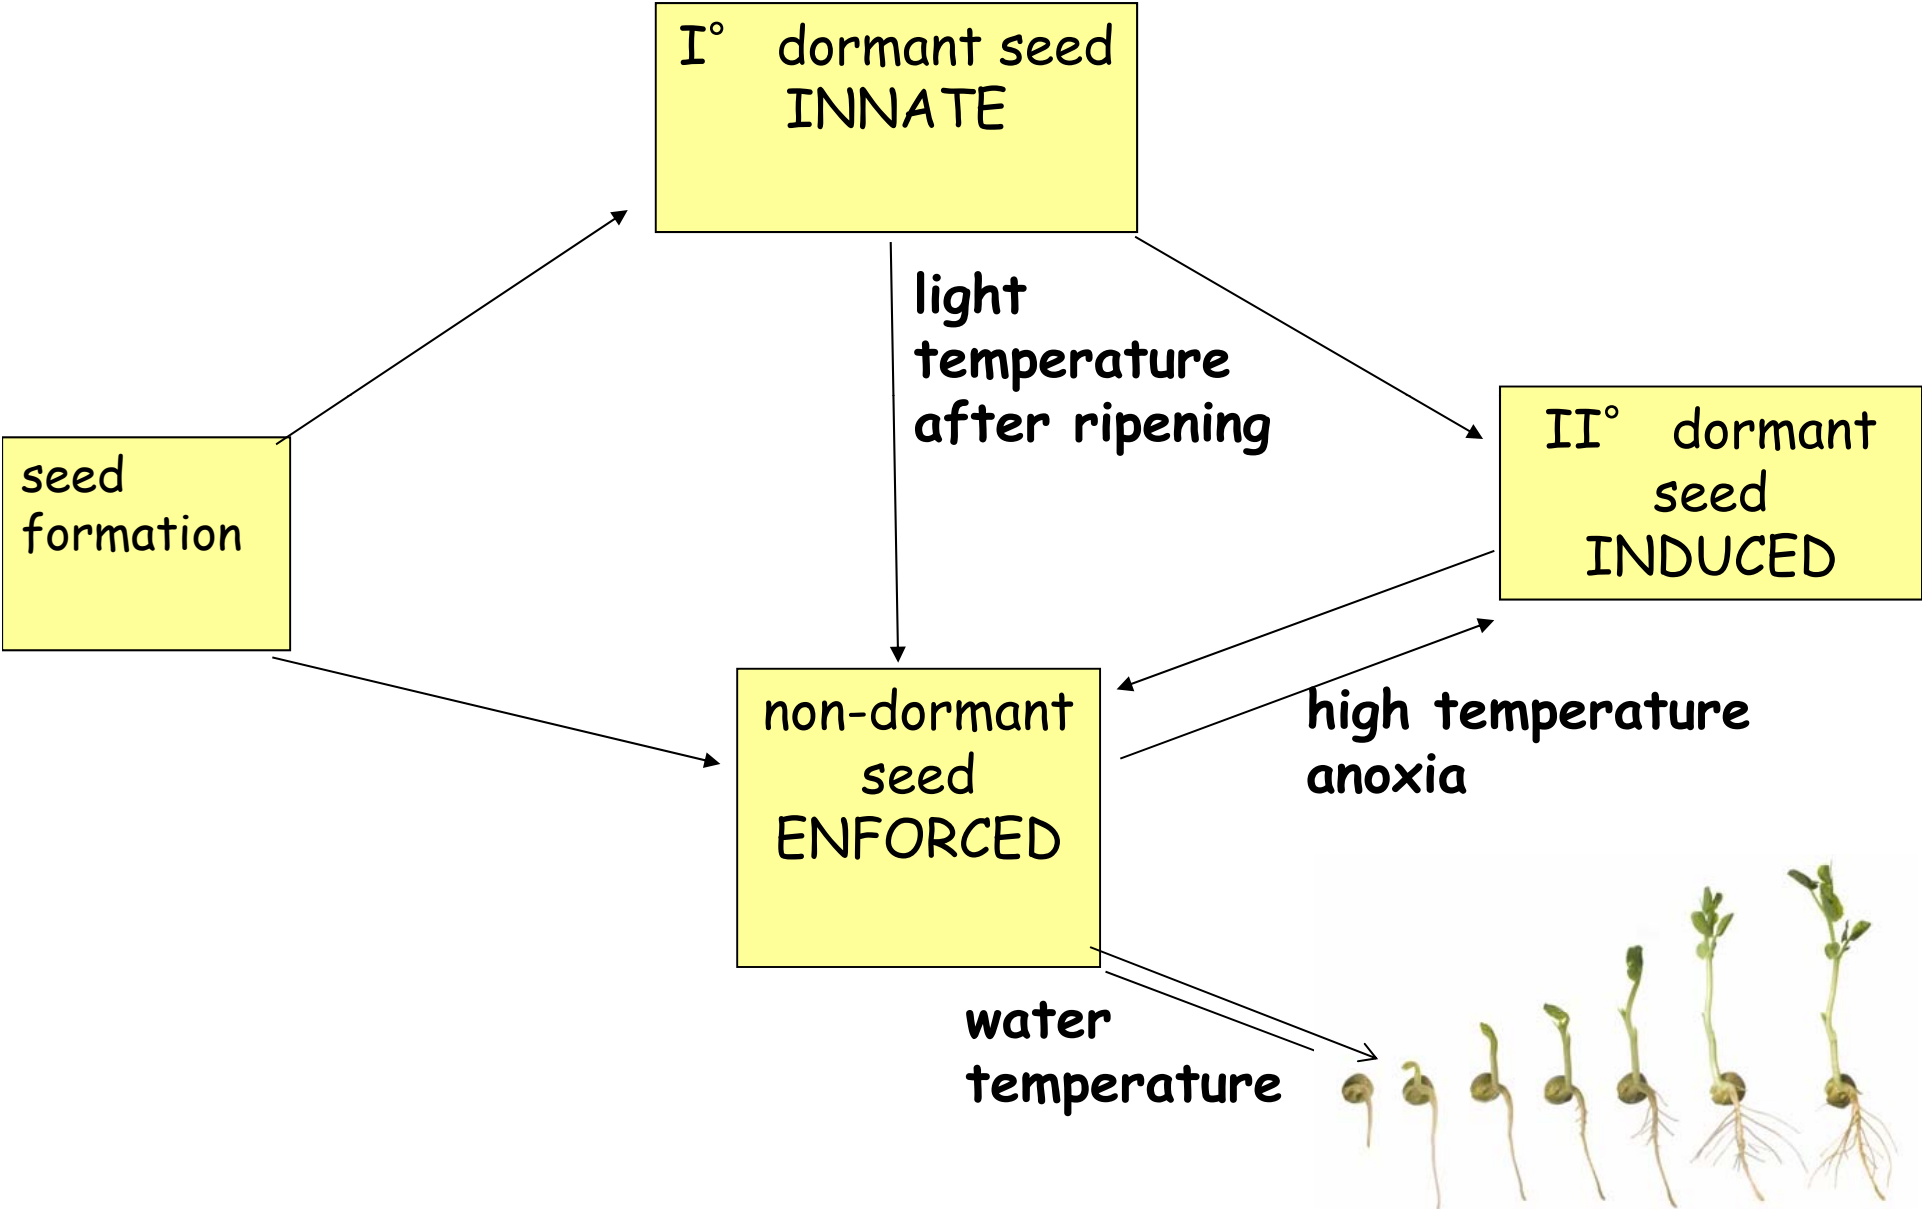 I° dormant seed
INNATE
light
temperature
after ripening
seed
formation
II° dormant
seed
INDUCED
non-dormant
seed
ENFORCED
high temperature
anoxia
water
temperature